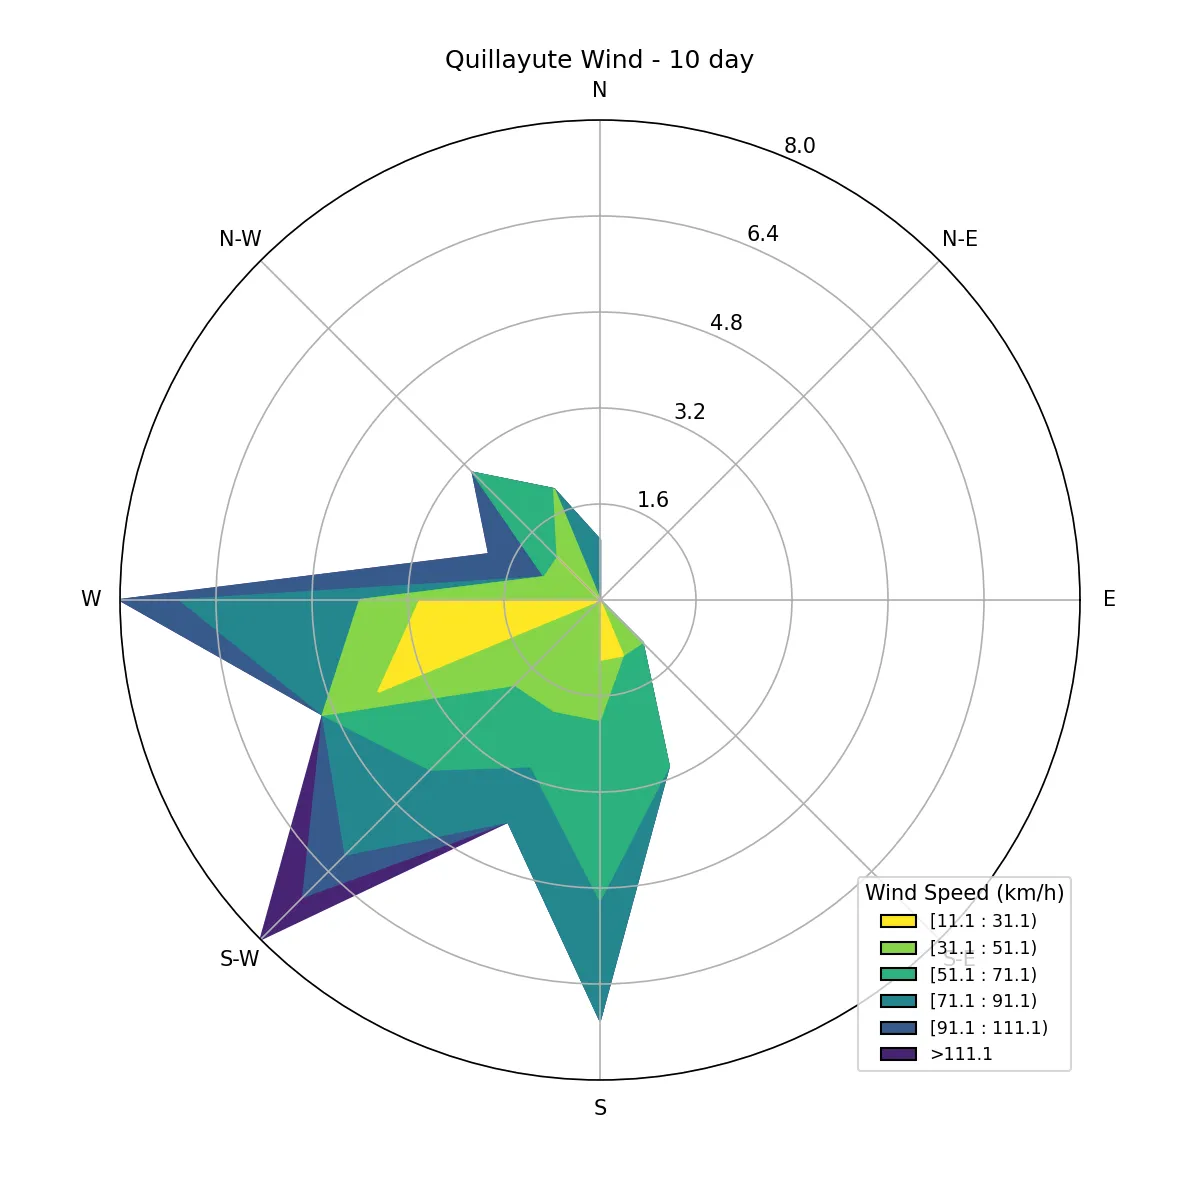 Quillayute Wind - 10 day
N
8.0
N-W
N-E
6.4
4.8
3.2
1.6
W
E
Wind Speed (km/h)
[11.1 : 31.1)
[31.1 : 51.1)
S-W
S-E
[51.1 : 71.1)
[71.1 : 91.1)
[91.1 : 111.1)
>111.1
S